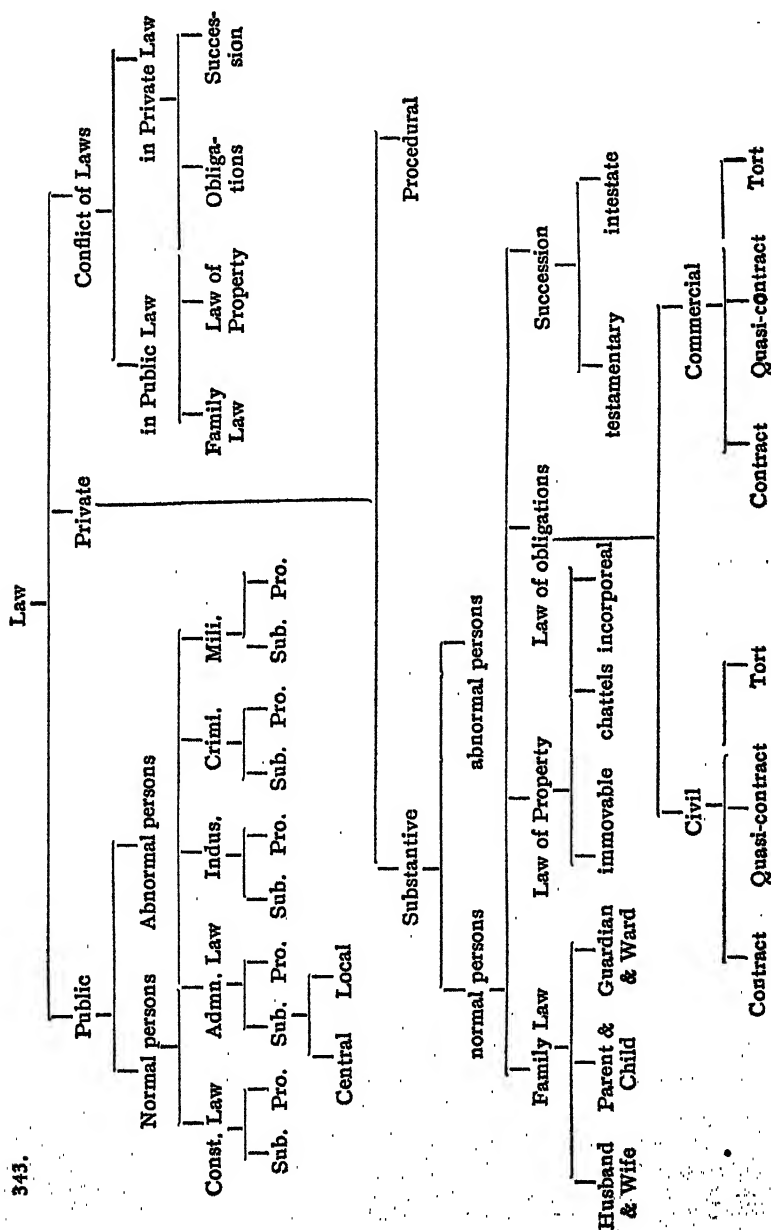 343.
Law
Public Private Conflict of Laws
Normal persons Abnormal persons in Public Law in Private Law
Const. Law Admn. Law Indus. Crimi. Mili. Family Law Law of Property Obliga- tions Succes- sion
Sub. Pro. Sub. Pro. Sub. Pro. Sub. Pro. Sub. Pro.
Central Local
Substantive Procedural
normal persons abnormal persons
Family Law Law of Property Law of obligations Succession
Husband & Wife Parent & Child Guardian & Ward immovable chattels incorporeal testamentary intestate
Civil Commercial
Contract Quasi-contract Tort Contract Quasi-contract Tort